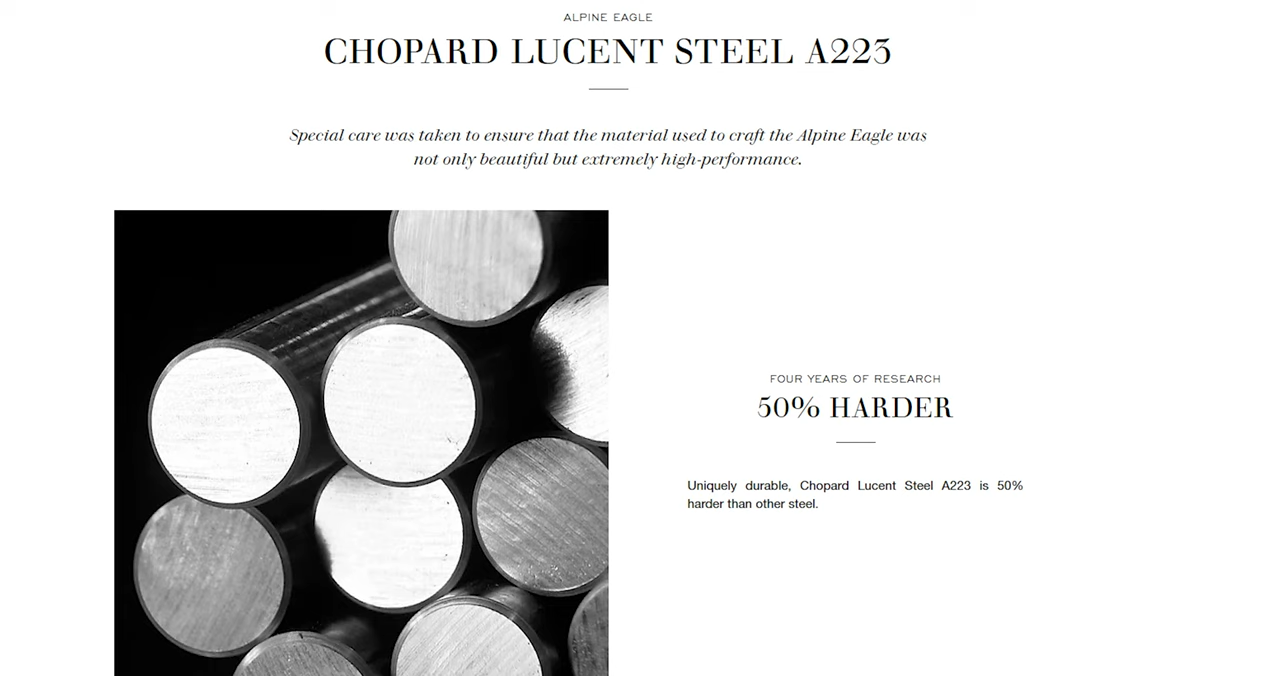 ALPINE EAGLE
CHOPARD LUCENT STEEL A223
Special care was taken to ensure that the material used to craft the Alpine Eagle was
not only beautiful but extremely high-performance.
FOUR YEARS OF RESEARCH
50% HARDER
Uniquely durable, Chopard Lucent Steel A223 is 50%
harder than other steel.